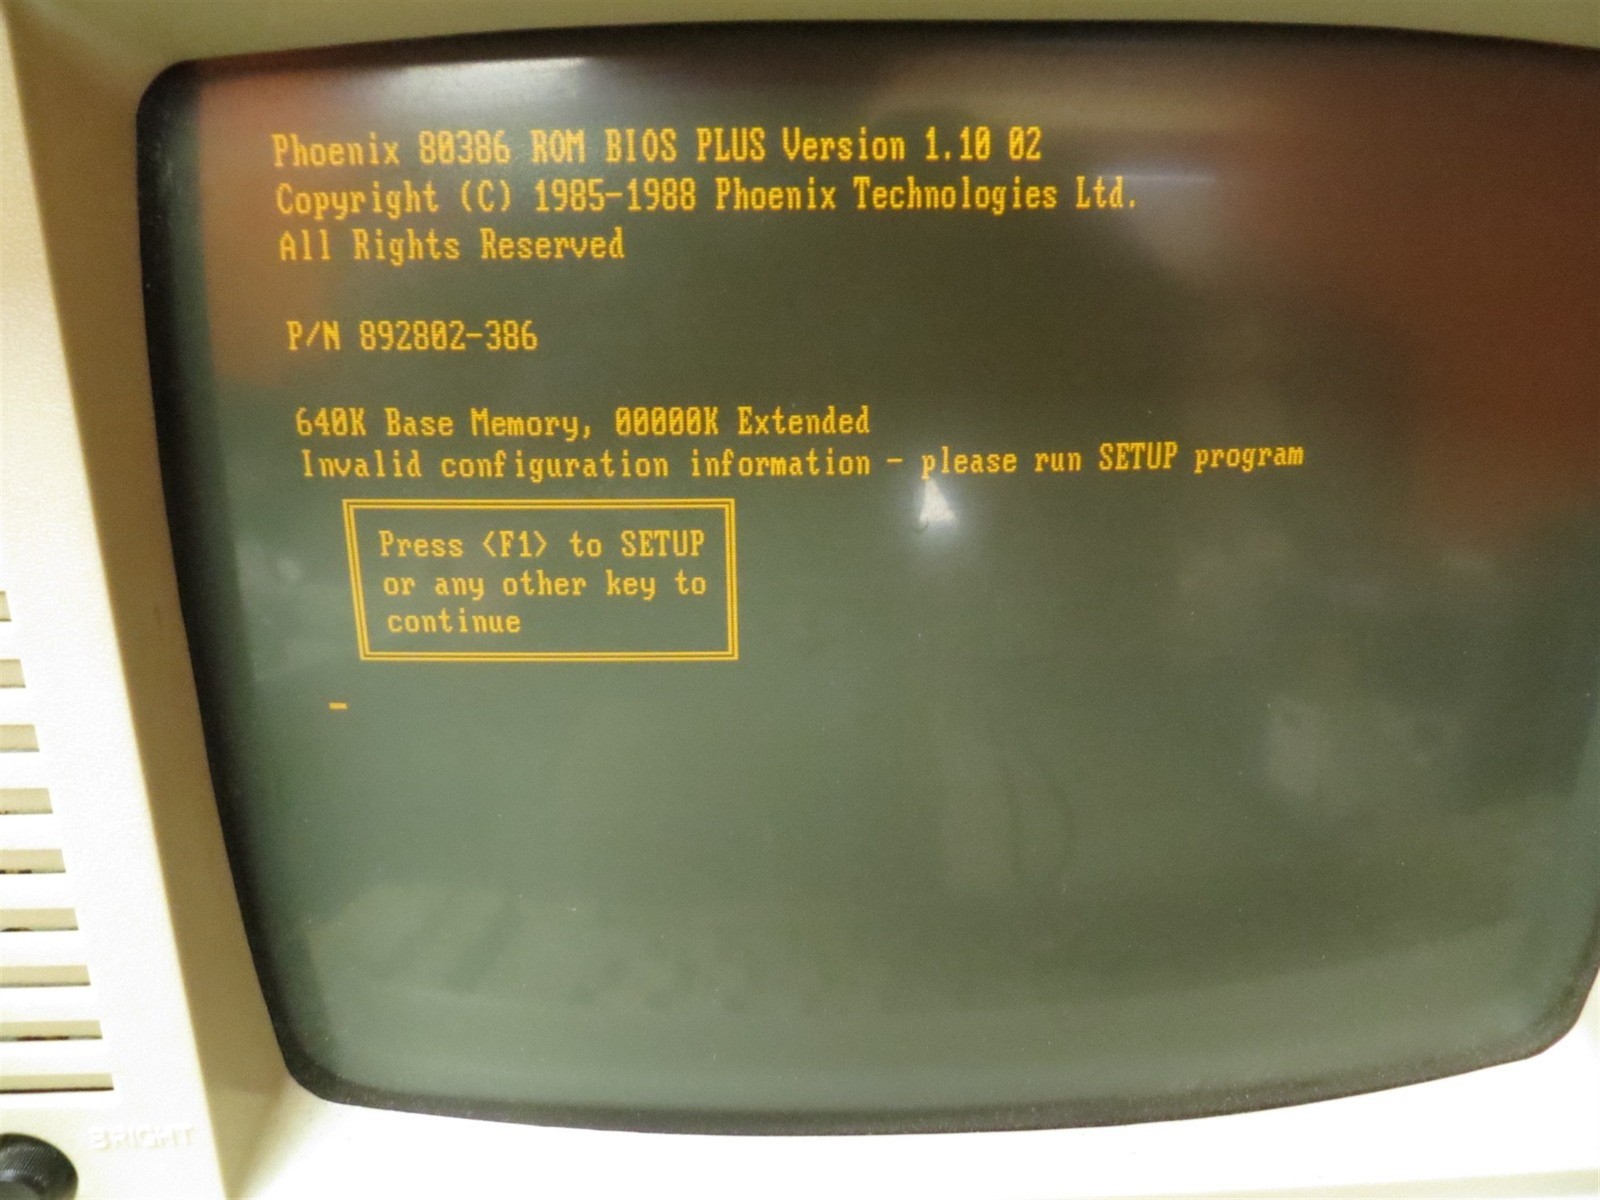 Phoenix 80386 ROM BIOS PLUS Version 1.10 02
Copyright (C) 1985-1988 Phoenix Technologies Ltd.
All Rights Reserved
P/N 892802-386
640K Base Memory, 00000K Extended
Invalid configuration information - please run SETUP program
Press <F1> to SETUP
or any other key to
continue
_
BRIGHT